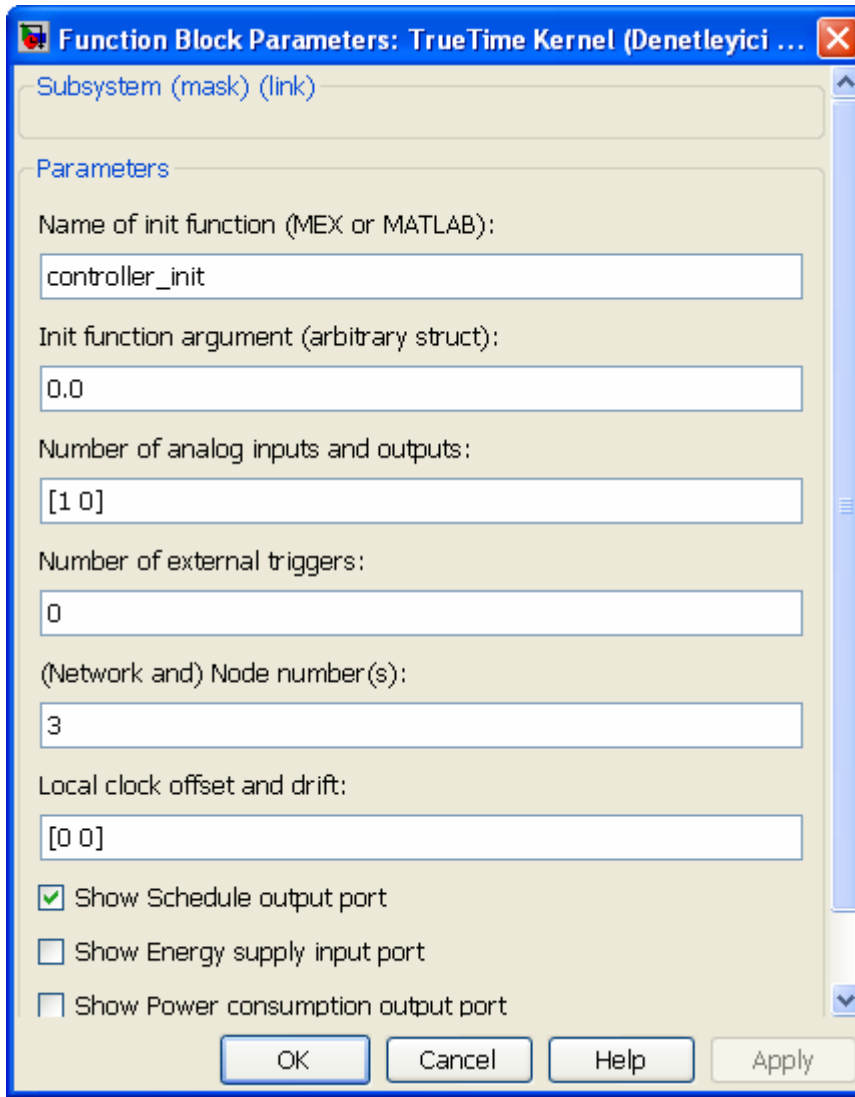 Function Block Parameters: TrueTime Kernel (Denetleyici ...
Subsystem (mask) (link)
Parameters
Name of init function (MEX or MATLAB):
controller_init
Init function argument (arbitrary struct):
0.0
Number of analog inputs and outputs:
[1 0]
Number of external triggers:
0
(Network and) Node number(s):
3
Local clock offset and drift:
[0 0]
Show Schedule output port
Show Energy supply input port
Show Power consumption output port
OK Cancel Help Apply